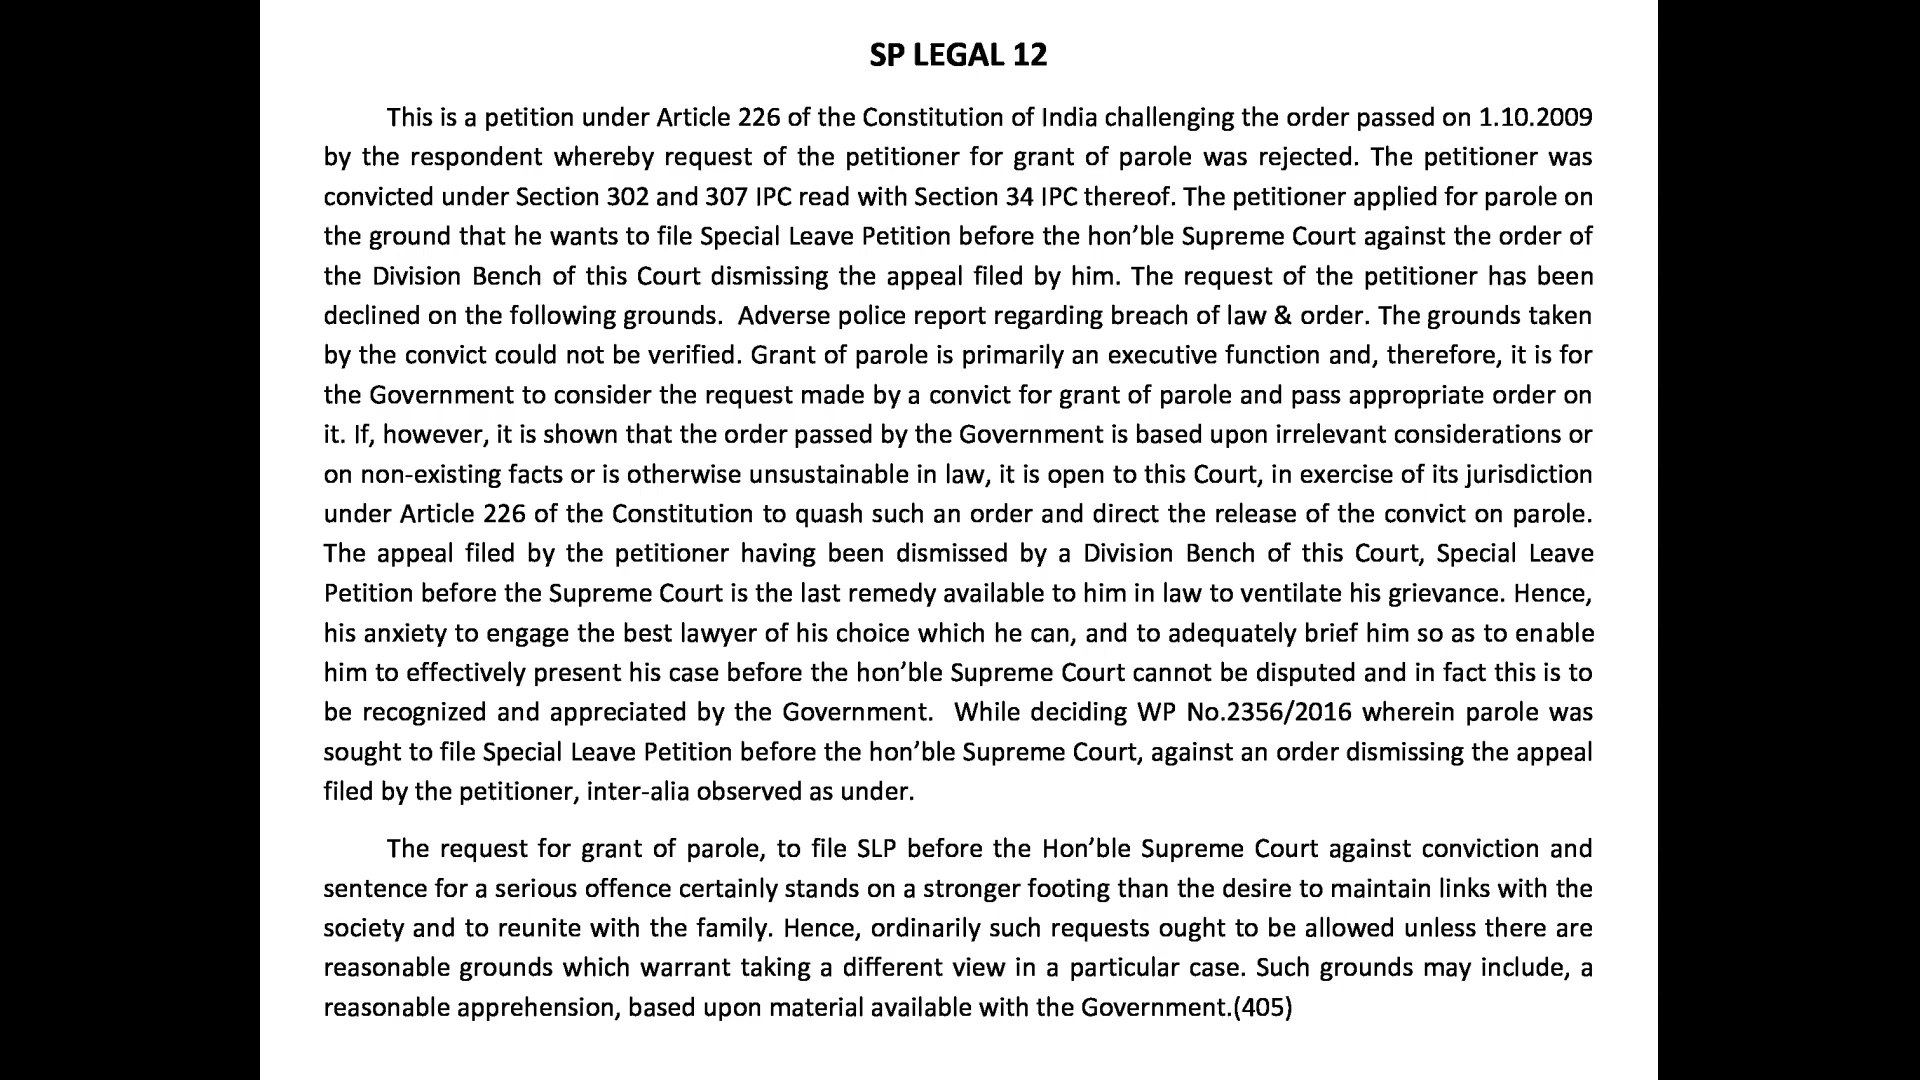 SP LEGAL 12
This is a petition under Article 226 of the Constitution of India challenging the order passed on 1.10.2009
by the respondent whereby request of the petitioner for grant of parole was rejected. The petitioner was
convicted under Section 302 and 307 IPC read with Section 34 IPC thereof. The petitioner applied for parole on
the ground that he wants to file Special Leave Petition before the hon’ble Supreme Court against the order of
the Division Bench of this Court dismissing the appeal filed by him. The request of the petitioner has been
declined on the following grounds.  Adverse police report regarding breach of law & order. The grounds taken
by the convict could not be verified. Grant of parole is primarily an executive function and, therefore, it is for
the Government to consider the request made by a convict for grant of parole and pass appropriate order on
it. If, however, it is shown that the order passed by the Government is based upon irrelevant considerations or
on non-existing facts or is otherwise unsustainable in law, it is open to this Court, in exercise of its jurisdiction
under Article 226 of the Constitution to quash such an order and direct the release of the convict on parole.
The appeal filed by the petitioner having been dismissed by a Division Bench of this Court, Special Leave
Petition before the Supreme Court is the last remedy available to him in law to ventilate his grievance. Hence,
his anxiety to engage the best lawyer of his choice which he can, and to adequately brief him so as to enable
him to effectively present his case before the hon’ble Supreme Court cannot be disputed and in fact this is to
be recognized and appreciated by the Government.  While deciding WP No.2356/2016 wherein parole was
sought to file Special Leave Petition before the hon’ble Supreme Court, against an order dismissing the appeal
filed by the petitioner, inter-alia observed as under.
The request for grant of parole, to file SLP before the Hon’ble Supreme Court against conviction and
sentence for a serious offence certainly stands on a stronger footing than the desire to maintain links with the
society and to reunite with the family. Hence, ordinarily such requests ought to be allowed unless there are
reasonable grounds which warrant taking a different view in a particular case. Such grounds may include, a
reasonable apprehension, based upon material available with the Government.(405)